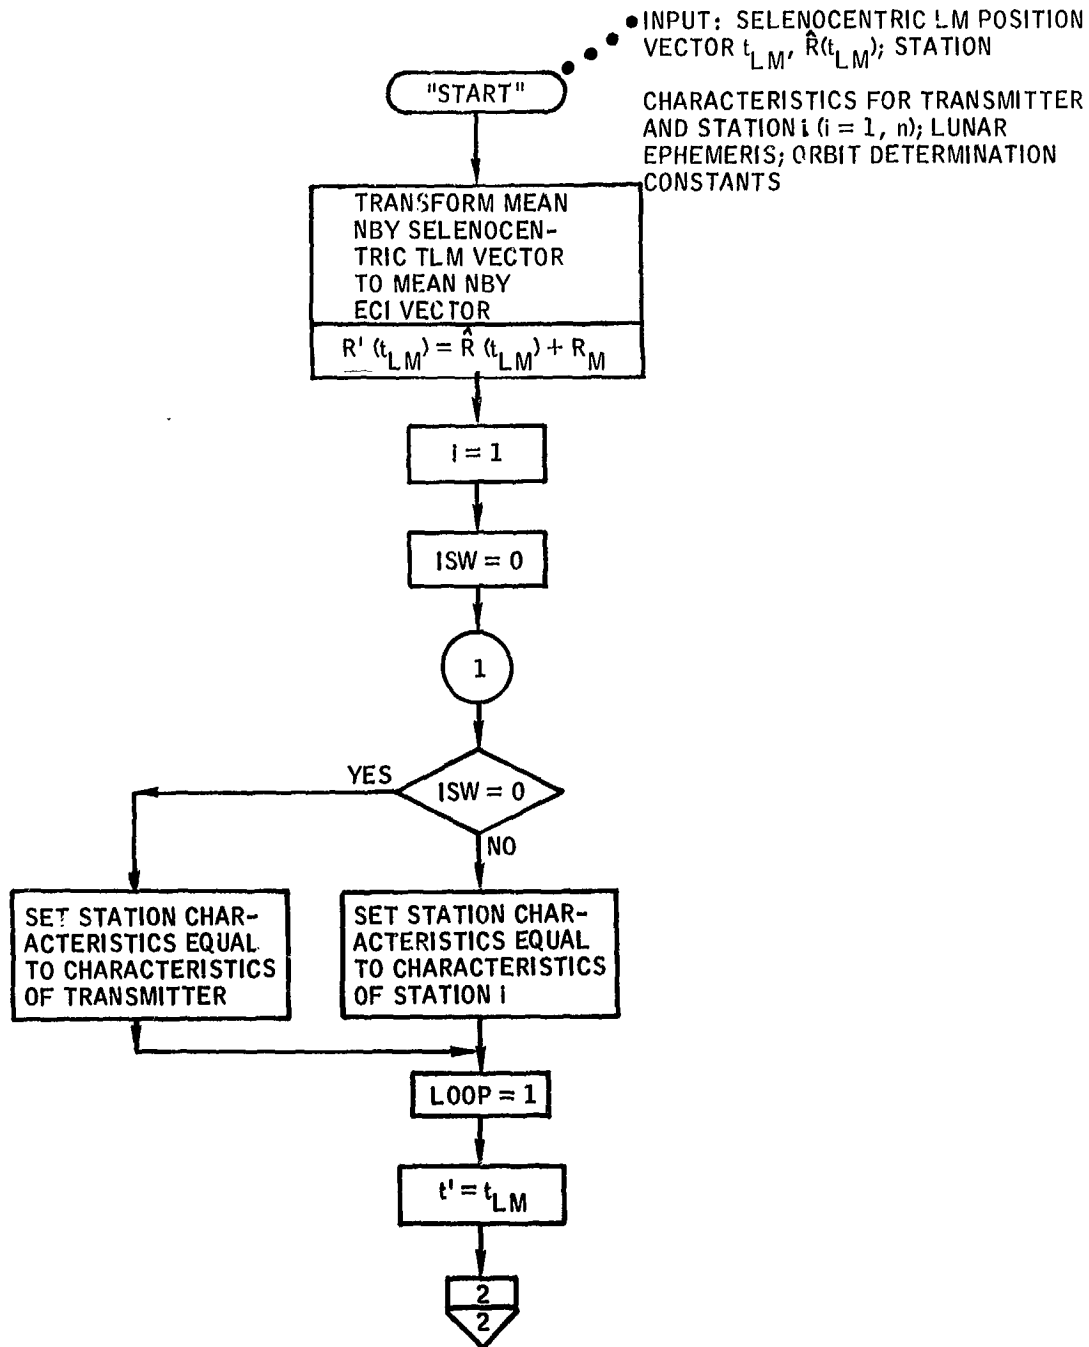 INPUT: SELENOCENTRIC LM POSITION
VECTOR t_LM, R̂(t_LM); STATION
CHARACTERISTICS FOR TRANSMITTER
AND STATION i (i = 1, n); LUNAR
EPHEMERIS; ORBIT DETERMINATION
CONSTANTS
"START"
TRANSFORM MEAN
NBY SELENOCEN-
TRIC TLM VECTOR
TO MEAN NBY
ECI VECTOR
R' (t_LM) = R̂ (t_LM) + R_M
i = 1
ISW = 0
1
ISW = 0
YES
NO
SET STATION CHAR-
ACTERISTICS EQUAL
TO CHARACTERISTICS
OF TRANSMITTER
SET STATION CHAR-
ACTERISTICS EQUAL
TO CHARACTERISTICS
OF STATION i
LOOP = 1
t' = t_LM
2
2